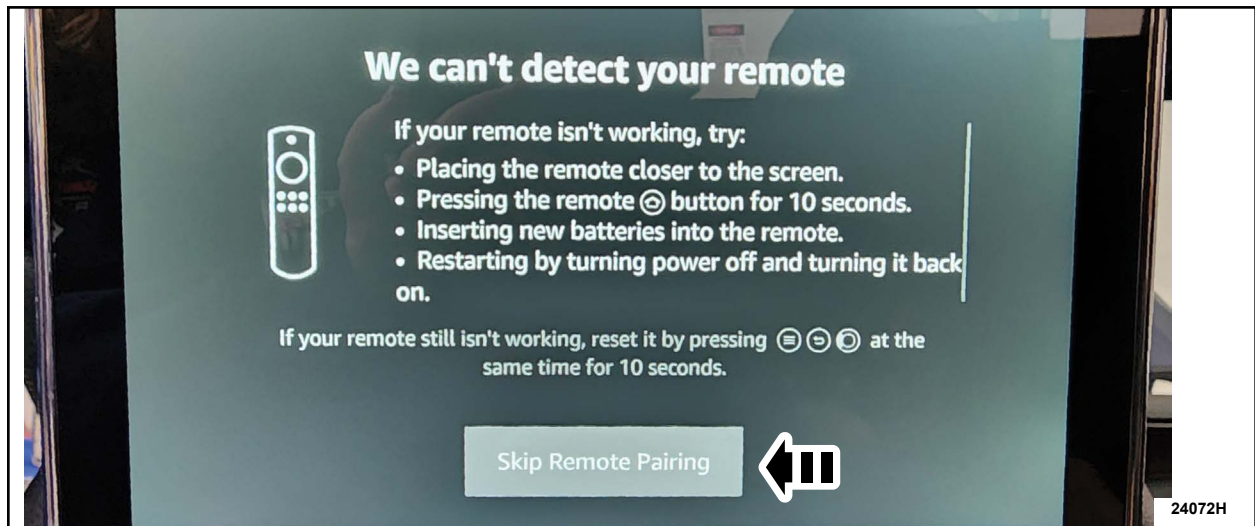 We can't detect your remote
If your remote isn't working, try:
• Placing the remote closer to the screen.
• Pressing the remote button for 10 seconds.
• Inserting new batteries into the remote.
• Restarting by turning power off and turning it back
on.
If your remote still isn't working, reset it by pressing at the
same time for 10 seconds.
Skip Remote Pairing
24072H